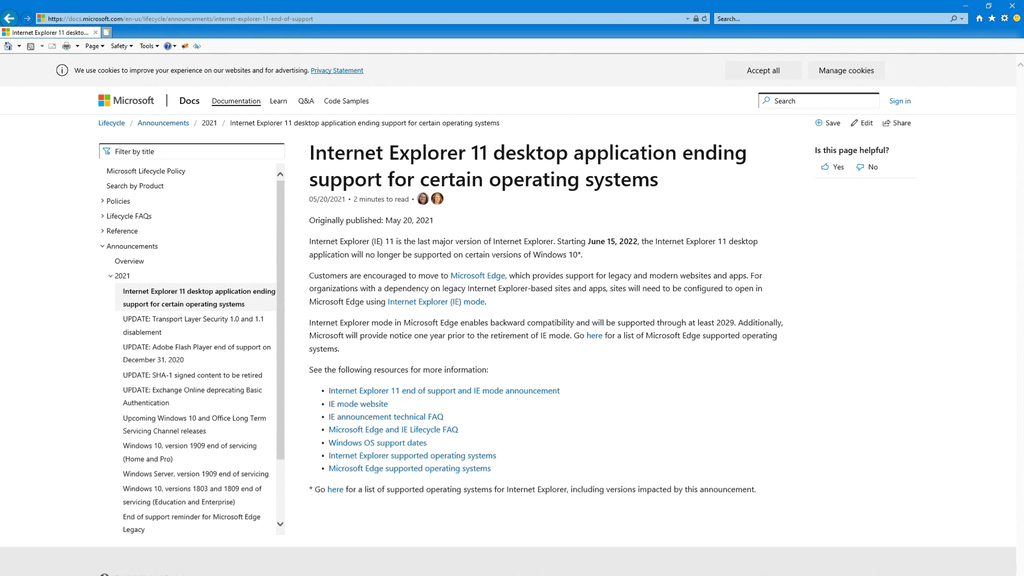 https://docs.microsoft.com/en-us/lifecycle/announcements/internet-explorer-11-end-of-support
Search...
Internet Explorer 11 deskto...
Page
Safety
Tools
We use cookies to improve your experience on our websites and for advertising. Privacy Statement
Accept all
Manage cookies
Microsoft
Docs
Documentation
Learn
Q&A
Code Samples
Search
Sign in
Lifecycle / Announcements / 2021 / Internet Explorer 11 desktop application ending support for certain operating systems
Save
Edit
Share
Filter by title
Microsoft Lifecycle Policy
Search by Product
Policies
Lifecycle FAQs
Reference
Announcements
Overview
2021
Internet Explorer 11 desktop application ending
support for certain operating systems
UPDATE: Transport Layer Security 1.0 and 1.1
disablement
UPDATE: Adobe Flash Player end of support on
December 31, 2020
UPDATE: SHA-1 signed content to be retired
UPDATE: Exchange Online deprecating Basic
Authentication
Upcoming Windows 10 and Office Long Term
Servicing Channel releases
Windows 10, version 1909 end of servicing
(Home and Pro)
Windows Server, version 1909 end of servicing
Windows 10, versions 1803 and 1809 end of
servicing (Education and Enterprise)
End of support reminder for Microsoft Edge
Legacy
Internet Explorer 11 desktop application ending
support for certain operating systems
05/20/2021 • 2 minutes to read •
Originally published: May 20, 2021
Internet Explorer (IE) 11 is the last major version of Internet Explorer. Starting June 15, 2022, the Internet Explorer 11 desktop
application will no longer be supported on certain versions of Windows 10*.
Customers are encouraged to move to Microsoft Edge, which provides support for legacy and modern websites and apps. For
organizations with a dependency on legacy Internet Explorer-based sites and apps, sites will need to be configured to open in
Microsoft Edge using Internet Explorer (IE) mode.
Internet Explorer mode in Microsoft Edge enables backward compatibility and will be supported through at least 2029. Additionally,
Microsoft will provide notice one year prior to the retirement of IE mode. Go here for a list of Microsoft Edge supported operating
systems.
See the following resources for more information:
• Internet Explorer 11 end of support and IE mode announcement
• IE mode website
• IE announcement technical FAQ
• Microsoft Edge and IE Lifecycle FAQ
• Windows OS support dates
• Internet Explorer supported operating systems
• Microsoft Edge supported operating systems
* Go here for a list of supported operating systems for Internet Explorer, including versions impacted by this announcement.
Is this page helpful?
Yes
No